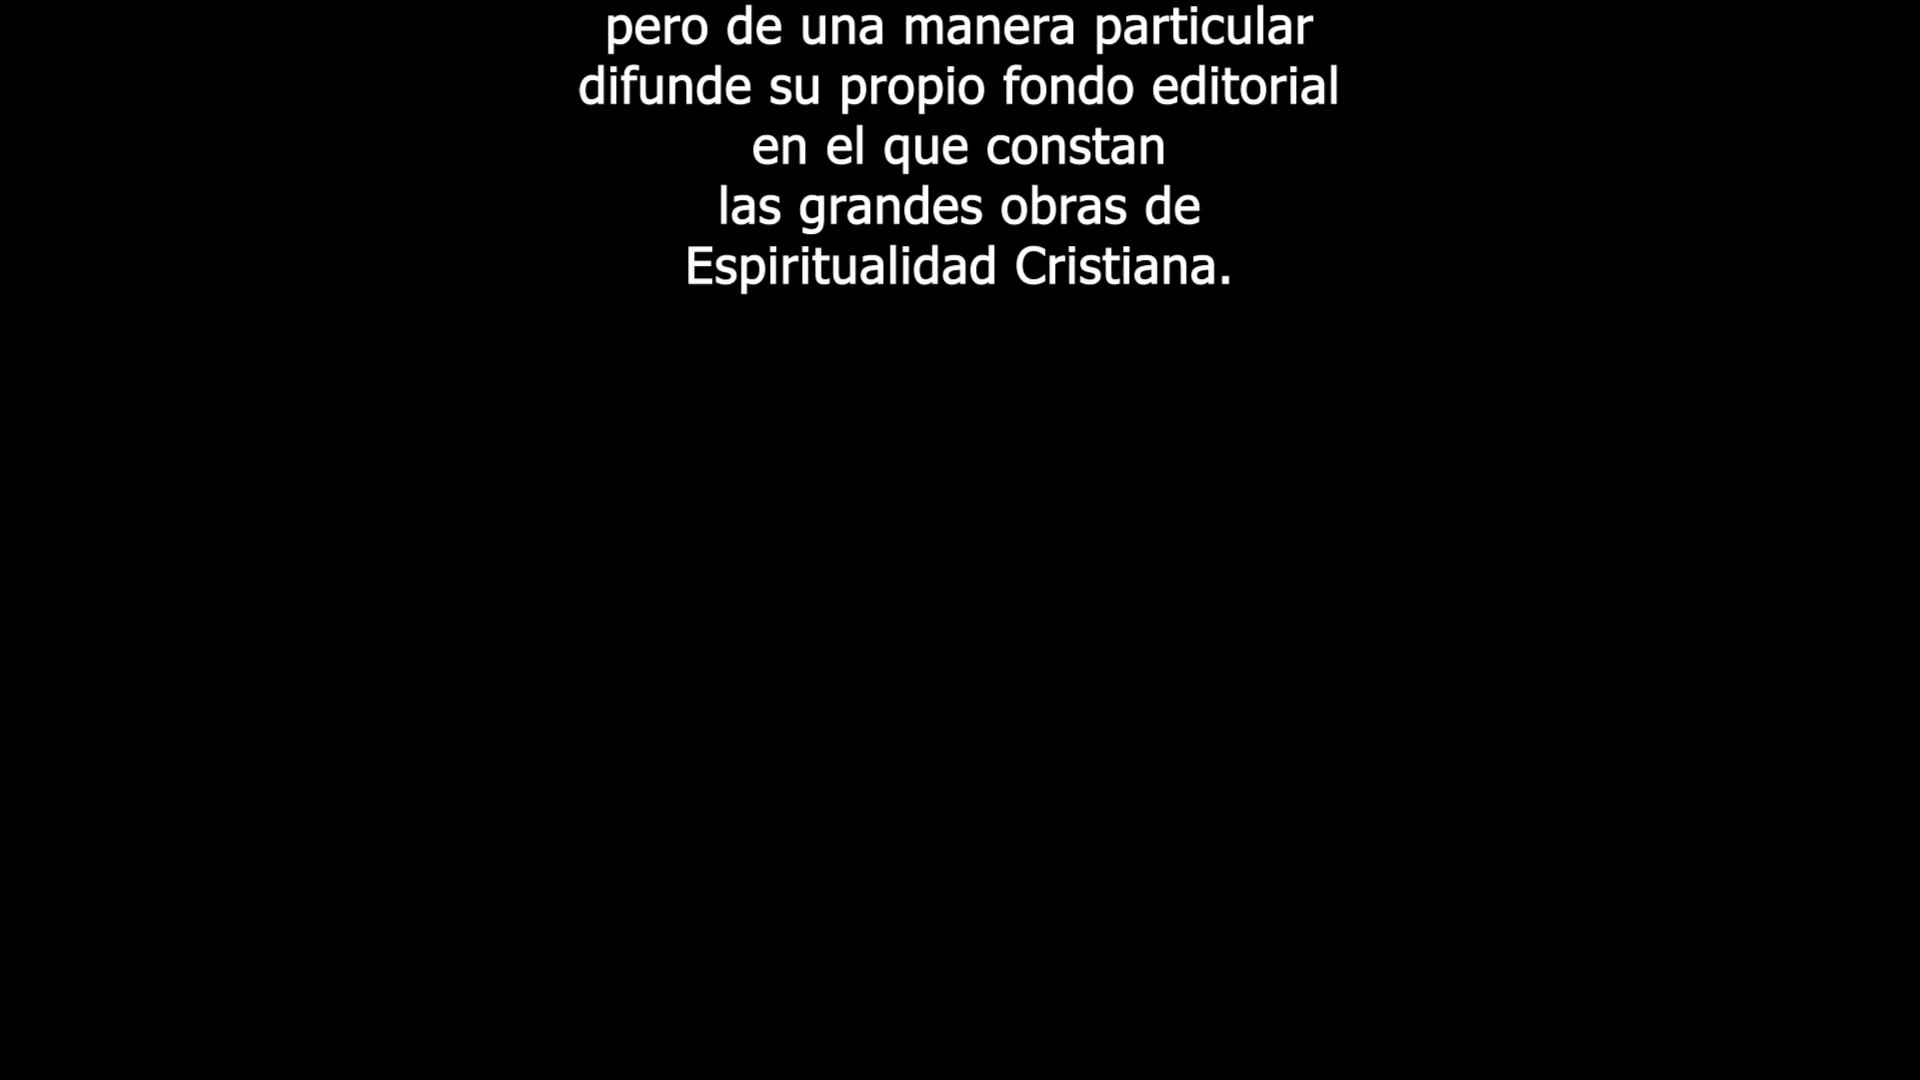 pero de una manera particular
difunde su propio fondo editorial
en el que constan
las grandes obras de
Espiritualidad Cristiana.